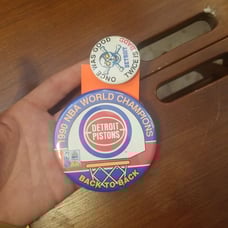 ONCE WAS GOOD
TWICE IS
1990 NBA WORLD CHAMPIONS
DETROIT
PISTONS
BACK TO BACK